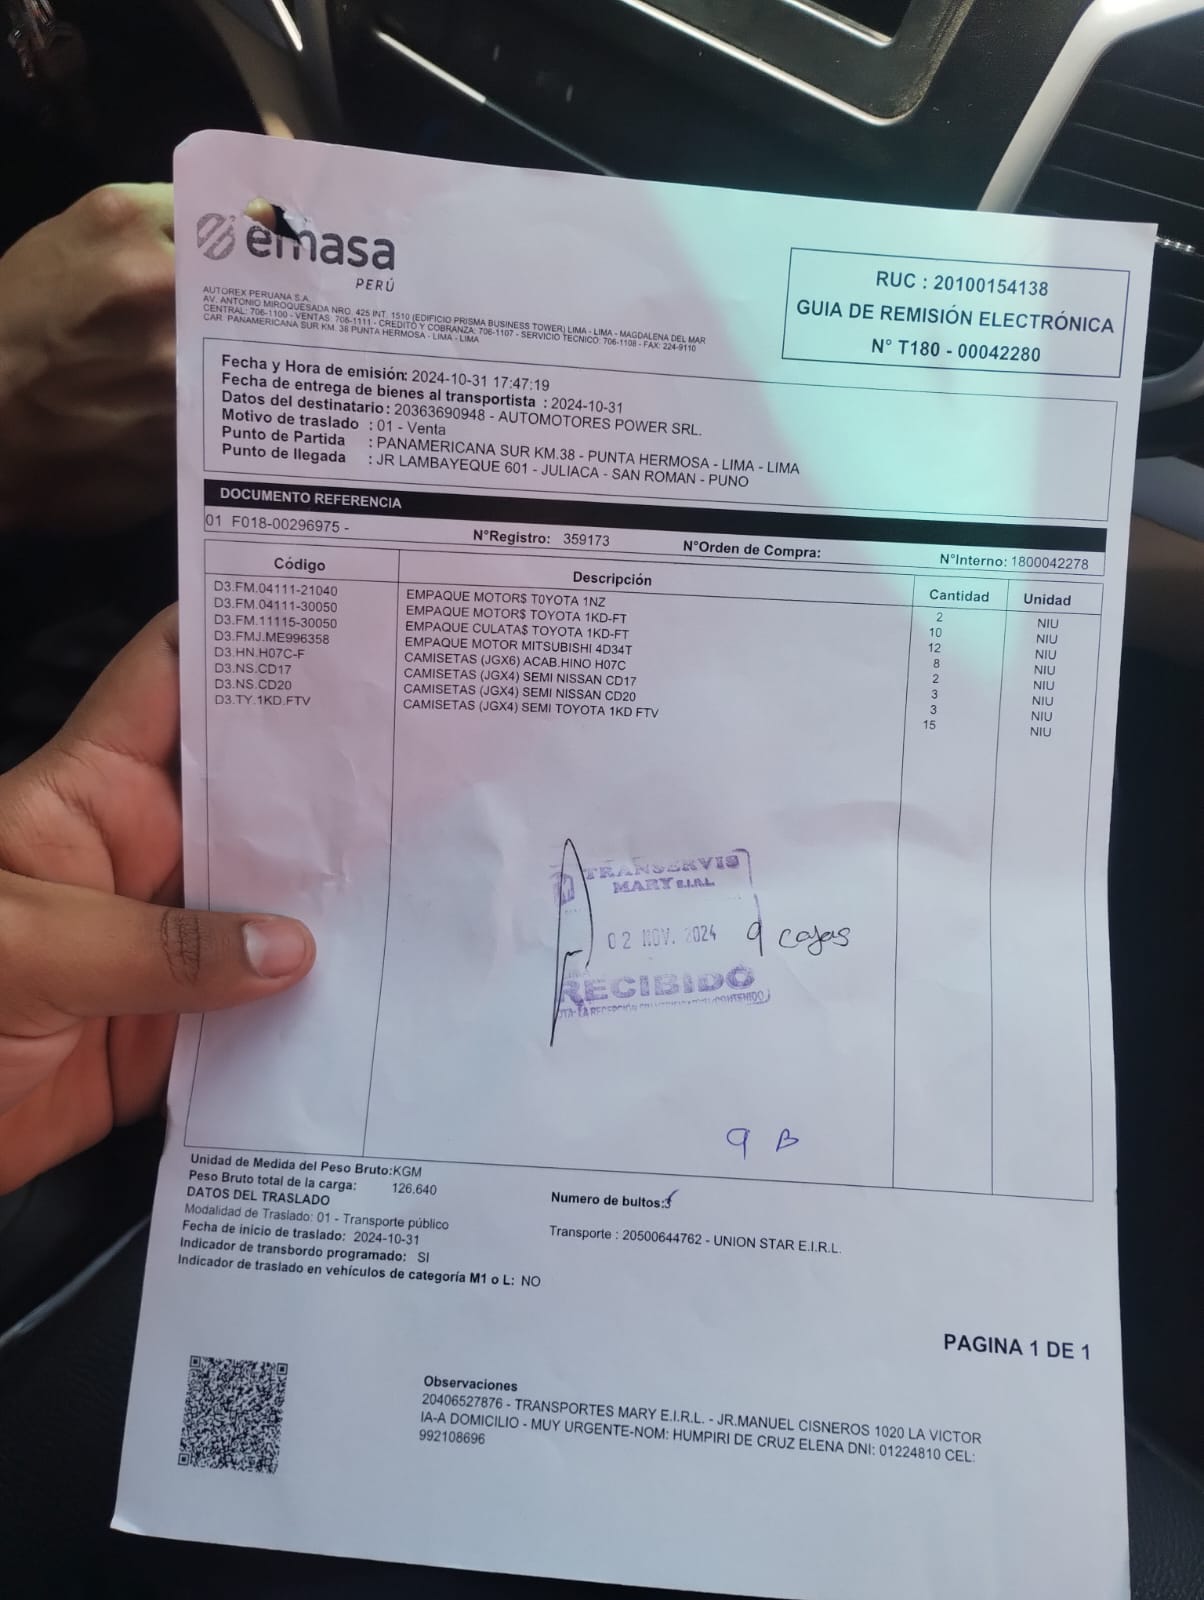 emasa
PERÚ
AUTOREX PERUANA S.A.
AV. ANTONIO MIROQUESADA NRO. 425 INT. 1510 (EDIFICIO PRISMA BUSINESS TOWER) LIMA - LIMA - MAGDALENA DEL MAR
CENTRAL: 706-1100 - VENTAS: 706-1111 - CREDITO Y COBRANZA: 706-1107 - SERVICIO TECNICO: 706-1108 - FAX: 224-9110
CAR. PANAMERICANA SUR KM. 38 PUNTA HERMOSA - LIMA - LIMA
RUC : 20100154138
GUIA DE REMISIÓN ELECTRÓNICA
N° T180 - 00042280
Fecha y Hora de emisión: 2024-10-31 17:47:19
Fecha de entrega de bienes al transportista : 2024-10-31
Datos del destinatario: 20363690948 - AUTOMOTORES POWER SRL.
Motivo de traslado : 01 - Venta
Punto de Partida : PANAMERICANA SUR KM.38 - PUNTA HERMOSA - LIMA - LIMA
Punto de llegada : JR LAMBAYEQUE 601 - JULIACA - SAN ROMAN - PUNO
DOCUMENTO REFERENCIA
01 F018-00296975 - N°Registro: 359173 N°Orden de Compra: N°Interno: 1800042278
Código Descripción Cantidad Unidad
D3.FM.04111-21040 EMPAQUE MOTOR$ T0YOTA 1NZ 2 NIU
D3.FM.04111-30050 EMPAQUE MOTOR$ TOYOTA 1KD-FT 10 NIU
D3.FM.11115-30050 EMPAQUE CULATA$ TOYOTA 1KD-FT 12 NIU
D3.FMJ.ME996358 EMPAQUE MOTOR MITSUBISHI 4D34T 8 NIU
D3.HN.H07C-F CAMISETAS (JGX6) ACAB.HINO H07C 2 NIU
D3.NS.CD17 CAMISETAS (JGX4) SEMI NISSAN CD17 3 NIU
D3.NS.CD20 CAMISETAS (JGX4) SEMI NISSAN CD20 3 NIU
D3.TY.1KD.FTV CAMISETAS (JGX4) SEMI TOYOTA 1KD FTV 15 NIU
TRANSERVIS
MARY E.I.R.L
02 NOV. 2024 9 cajas
RECIBIDO
LA RECEPCION CONTENIDO
9 B
Unidad de Medida del Peso Bruto:KGM
Peso Bruto total de la carga: 126.640
Numero de bultos:
DATOS DEL TRASLADO
Modalidad de Traslado: 01 - Transporte público
Transporte : 20500644762 - UNION STAR E.I.R.L.
Fecha de inicio de traslado: 2024-10-31
Indicador de transbordo programado: SI
Indicador de traslado en vehículos de categoría M1 o L: NO
PAGINA 1 DE 1
Observaciones
20406527876 - TRANSPORTES MARY E.I.R.L. - JR.MANUEL CISNEROS 1020 LA VICTOR
IA-A DOMICILIO - MUY URGENTE-NOM: HUMPIRI DE CRUZ ELENA DNI: 01224810 CEL:
992108696